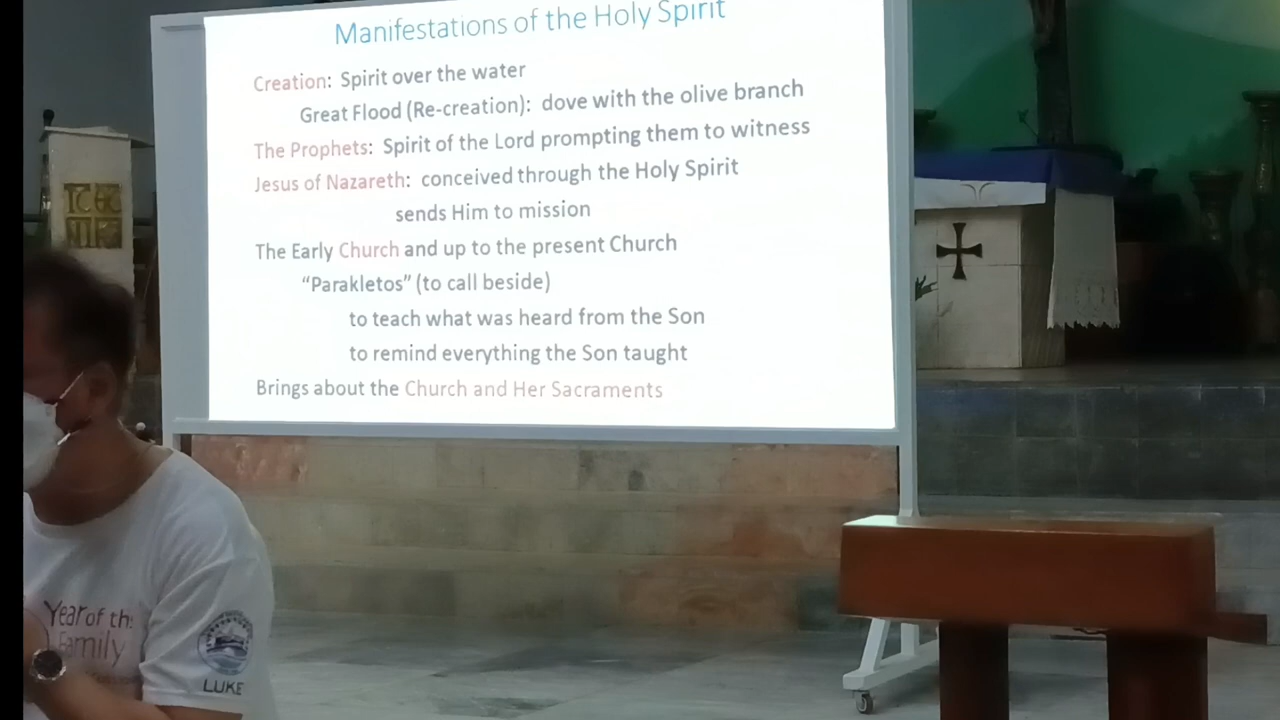 Manifestations of the Holy Spirit
Creation: Spirit over the water
Great Flood (Re-creation): dove with the olive branch
The Prophets: Spirit of the Lord prompting them to witness
Jesus of Nazareth: conceived through the Holy Spirit
sends Him to mission
The Early Church and up to the present Church
“Parakletos” (to call beside)
to teach what was heard from the Son
to remind everything the Son taught
Brings about the Church and Her Sacraments
Year of th
Family
LUKE